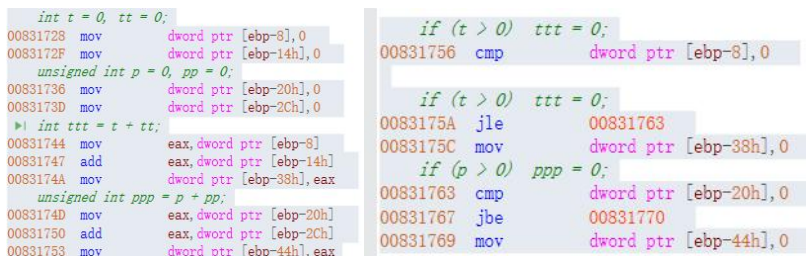 int t = 0, tt = 0;
00831728 mov dword ptr [ebp-8],0
0083172F mov dword ptr [ebp-14h],0
unsigned int p = 0, pp = 0;
00831736 mov dword ptr [ebp-20h],0
0083173D mov dword ptr [ebp-2Ch],0
int ttt = t + tt;
00831744 mov eax,dword ptr [ebp-8]
00831747 add eax,dword ptr [ebp-14h]
0083174A mov dword ptr [ebp-38h],eax
unsigned int ppp = p + pp;
0083174D mov eax,dword ptr [ebp-20h]
00831750 add eax,dword ptr [ebp-2Ch]
00831753 mov dword ptr [ebp-44h],eax
if (t > 0) ttt = 0;
00831756 cmp dword ptr [ebp-8],0
if (t > 0) ttt = 0;
0083175A jle 00831763
0083175C mov dword ptr [ebp-38h],0
if (p > 0) ppp = 0;
00831763 cmp dword ptr [ebp-20h],0
00831767 jbe 00831770
00831769 mov dword ptr [ebp-44h],0